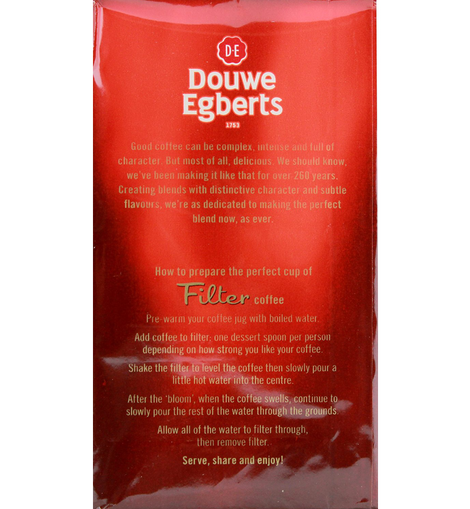 D·E
Douwe
Egberts
1753
Good coffee can be complex, intense and full of
character. But most of all, delicious. We should know,
we've been making it like that for over 260 years.
Creating blends with distinctive character and subtle
flavours, we're as dedicated to making the perfect
blend now, as ever.
How to prepare the perfect cup of
Filter coffee
Pre-warm your coffee jug with boiled water.
Add coffee to filter; one dessert spoon per person
depending on how strong you like your coffee.
Shake the filter to level the coffee then slowly pour a
little hot water into the centre.
After the 'bloom', when the coffee swells, continue to
slowly pour the rest of the water through the grounds.
Allow all of the water to filter through,
then remove filter.
Serve, share and enjoy!